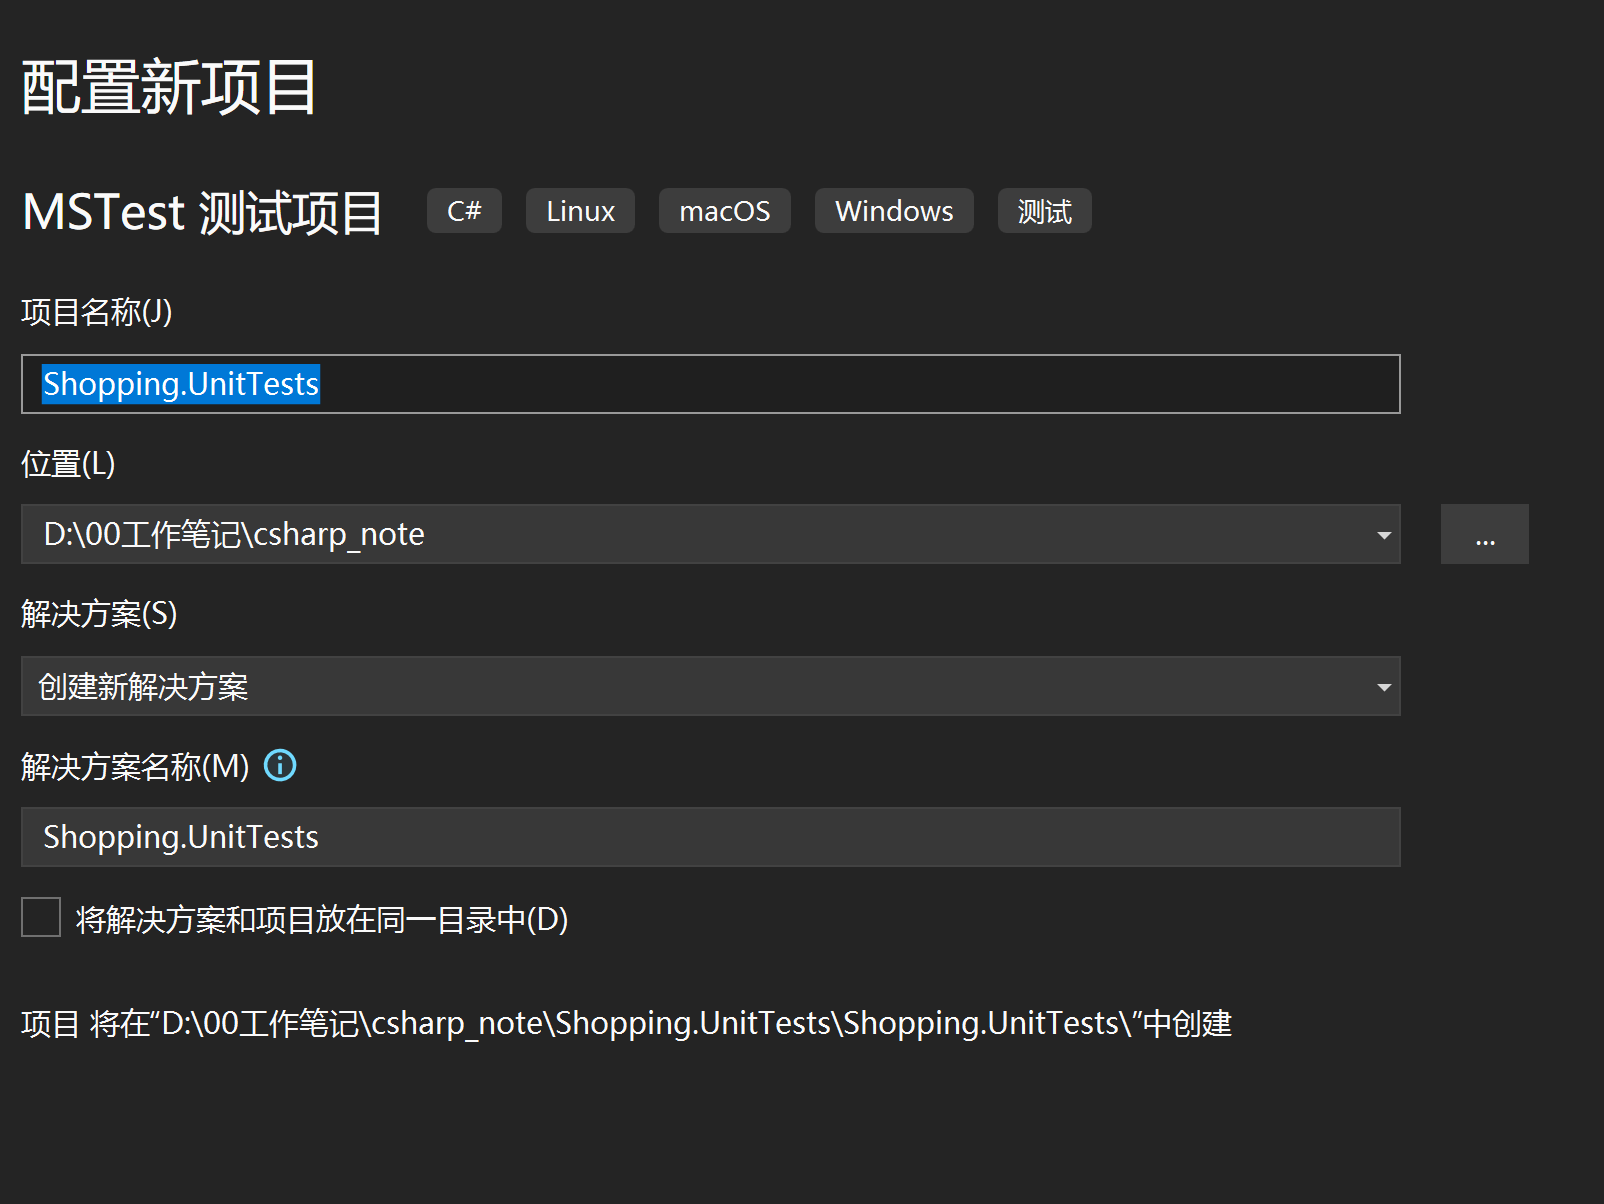 配置新项目
MSTest 测试项目 C# Linux macOS Windows 测试
项目名称(J)
Shopping.UnitTests
位置(L)
D:\00工作笔记\csharp_note ...
解决方案(S)
创建新解决方案
解决方案名称(M)
Shopping.UnitTests
将解决方案和项目放在同一目录中(D)
项目 将在“D:\00工作笔记\csharp_note\Shopping.UnitTests\Shopping.UnitTests\”中创建